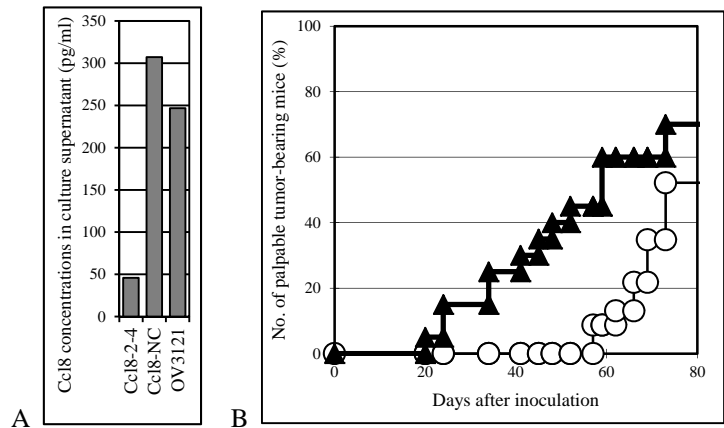 Ccl8 concentrations in culture supernatant (pg/ml)
350
300
250
200
150
100
50
0
Ccl8-2-4
Ccl8-NC
OV3121
A
No. of palpable tumor-bearing mice (%)
100
80
60
40
20
0
0
20
40
60
80
Days after inoculation
B